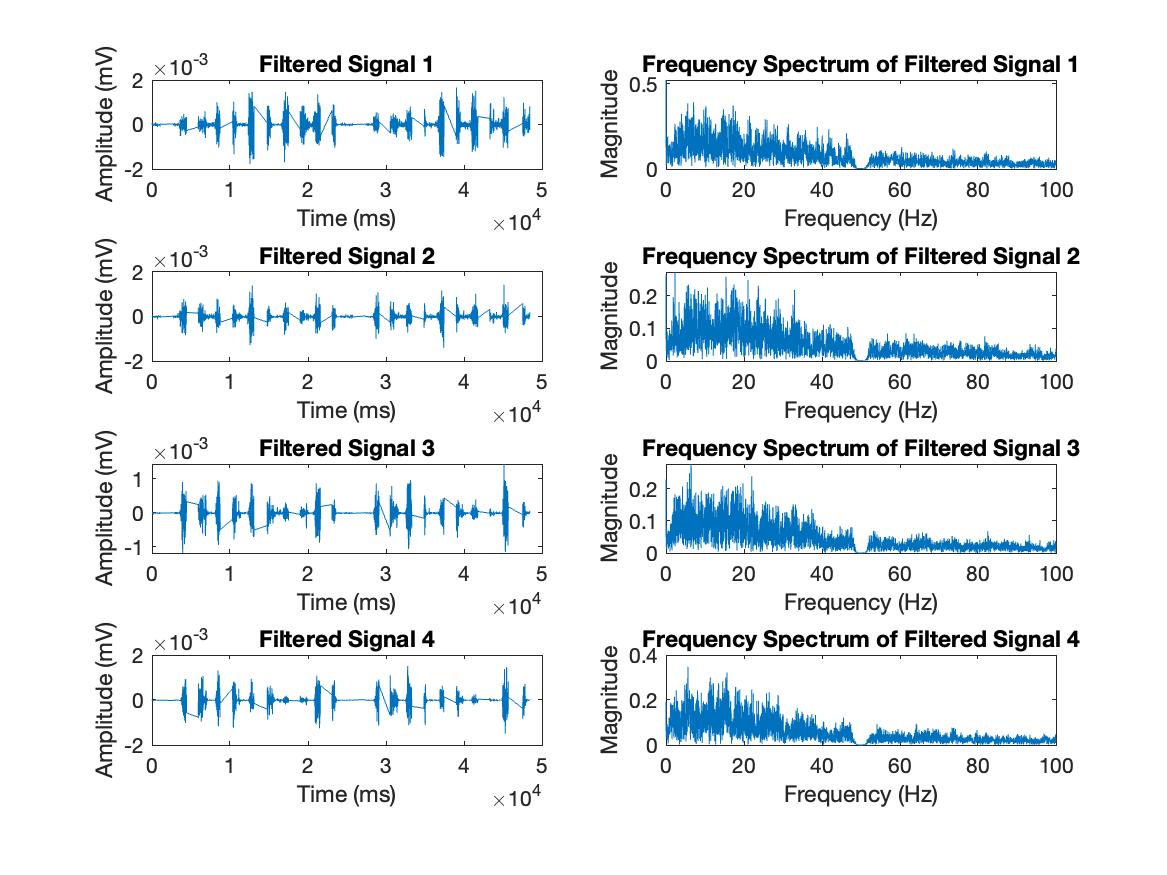 Filtered Signal 1
×10-3
Amplitude (mV)
2
0
-2
0 1 2 3 4 5
Time (ms)
×104
Frequency Spectrum of Filtered Signal 1
Magnitude
0.5
0
0 20 40 60 80 100
Frequency (Hz)
Filtered Signal 2
×10-3
Amplitude (mV)
2
0
-2
0 1 2 3 4 5
Time (ms)
×104
Frequency Spectrum of Filtered Signal 2
Magnitude
0.2
0.1
0
0 20 40 60 80 100
Frequency (Hz)
Filtered Signal 3
×10-3
Amplitude (mV)
1
0
-1
0 1 2 3 4 5
Time (ms)
×104
Frequency Spectrum of Filtered Signal 3
Magnitude
0.2
0.1
0
0 20 40 60 80 100
Frequency (Hz)
Filtered Signal 4
×10-3
Amplitude (mV)
2
0
-2
0 1 2 3 4 5
Time (ms)
×104
Frequency Spectrum of Filtered Signal 4
Magnitude
0.4
0.2
0
0 20 40 60 80 100
Frequency (Hz)